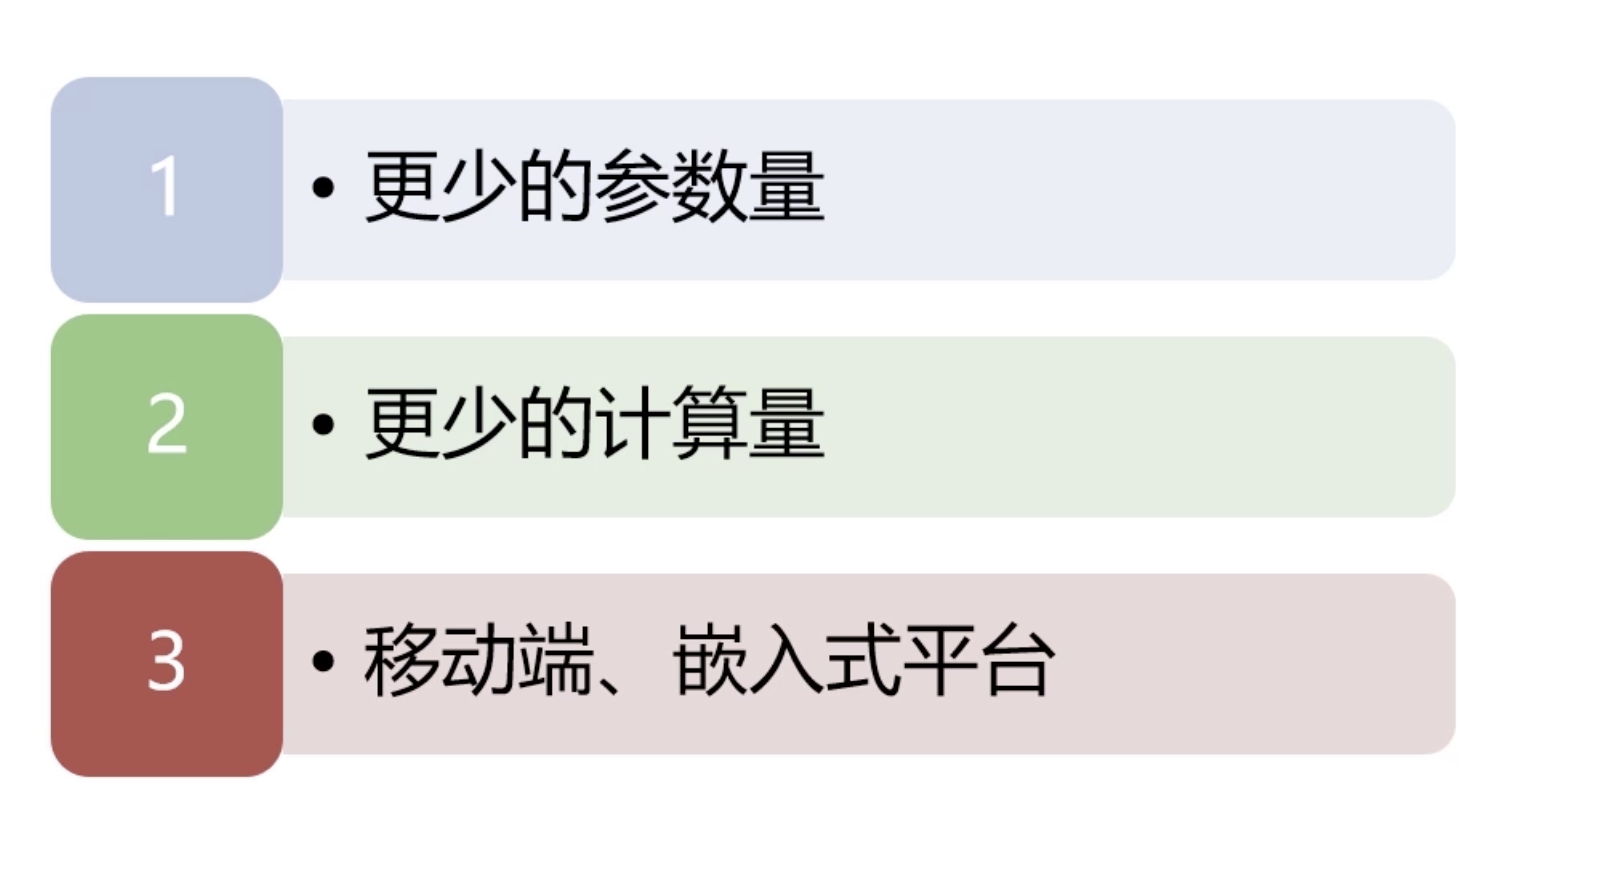 1
• 更少的参数量
2
• 更少的计算量
3
• 移动端、嵌入式平台